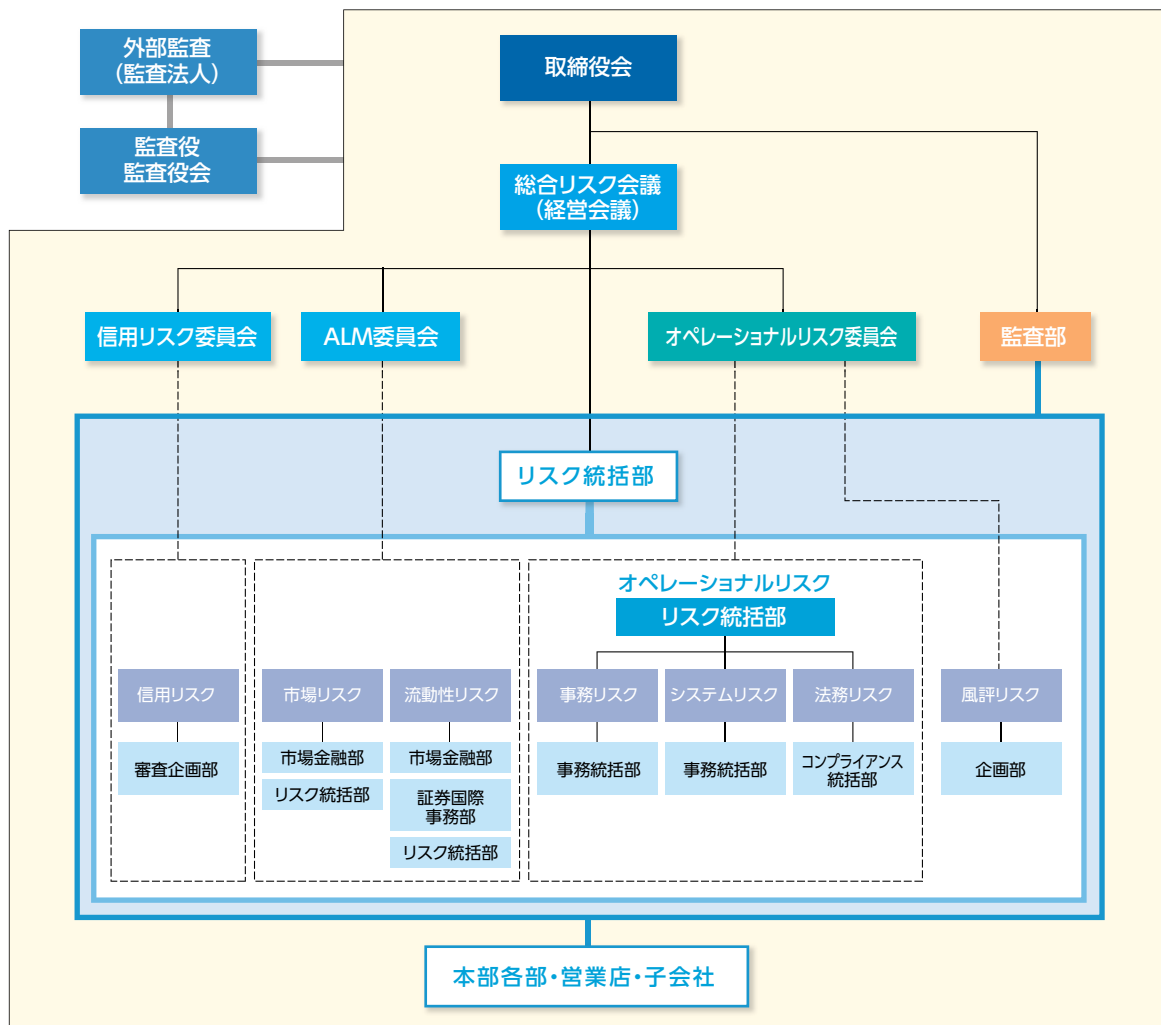 外部監査
(監査法人)
監査役
監査役会
取締役会
総合リスク会議
(経営会議)
信用リスク委員会
ALM委員会
オペレーショナルリスク委員会
監査部
リスク統括部
オペレーショナルリスク
リスク統括部
信用リスク
市場リスク
流動性リスク
事務リスク
システムリスク
法務リスク
風評リスク
審査企画部
市場金融部
リスク統括部
市場金融部
証券国際
事務部
リスク統括部
事務統括部
事務統括部
コンプライアンス
統括部
企画部
本部各部・営業店・子会社